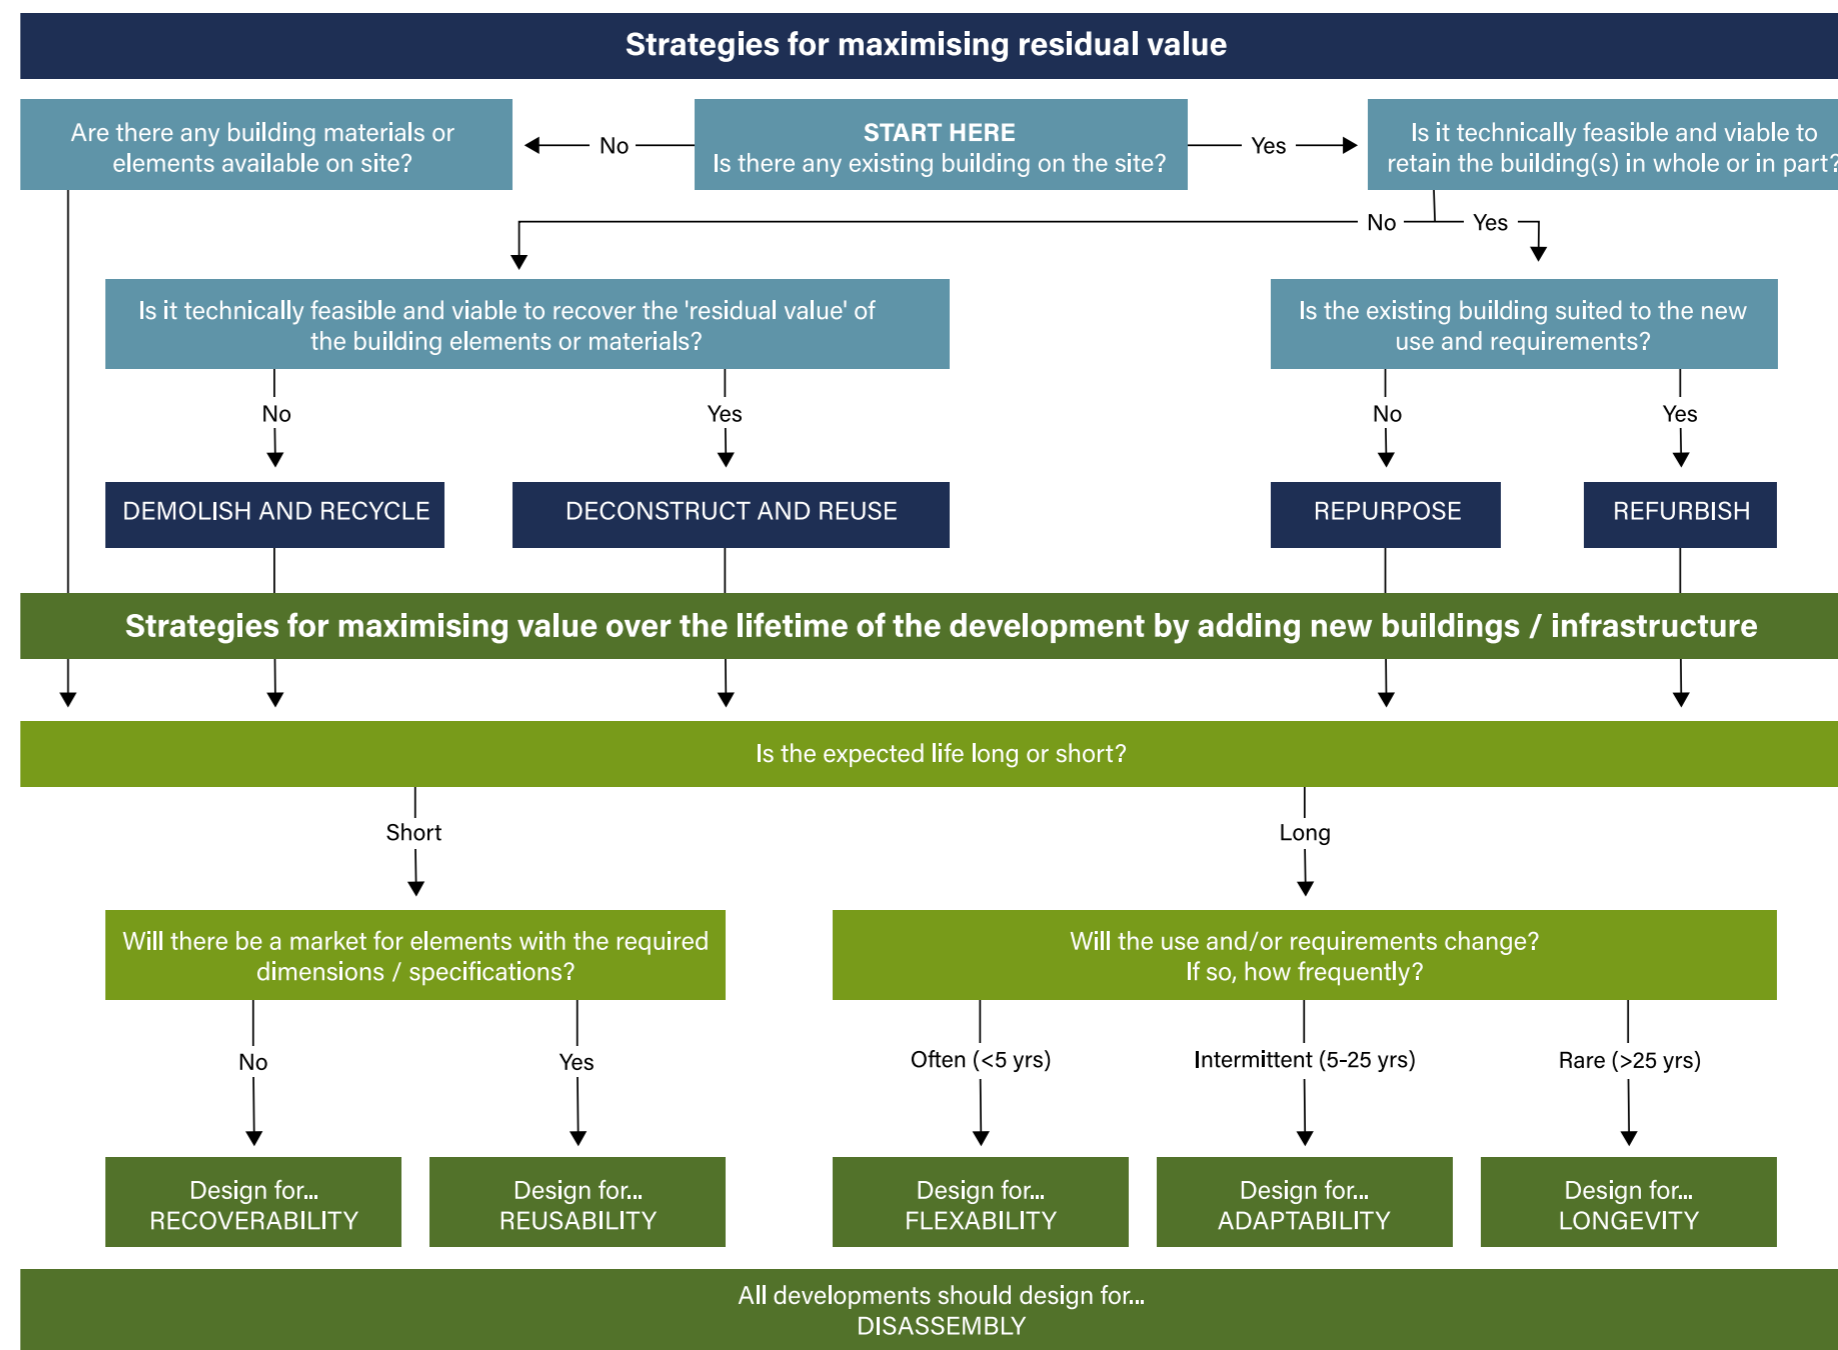 Strategies for maximising residual value
Are there any building materials or
elements available on site?
No
START HERE
Is there any existing building on the site?
Yes
Is it technically feasible and viable to
retain the building(s) in whole or in part?
No
Yes
Is it technically feasible and viable to recover the 'residual value' of
the building elements or materials?
Is the existing building suited to the new
use and requirements?
No
Yes
No
Yes
DEMOLISH AND RECYCLE
DECONSTRUCT AND REUSE
REPURPOSE
REFURBISH
Strategies for maximising value over the lifetime of the development by adding new buildings / infrastructure
Is the expected life long or short?
Short
Long
Will there be a market for elements with the required
dimensions / specifications?
Will the use and/or requirements change?
If so, how frequently?
No
Yes
Often (<5 yrs)
Intermittent (5-25 yrs)
Rare (>25 yrs)
Design for...
RECOVERABILITY
Design for...
REUSABILITY
Design for...
FLEXABILITY
Design for...
ADAPTABILITY
Design for...
LONGEVITY
All developments should design for...
DISASSEMBLY